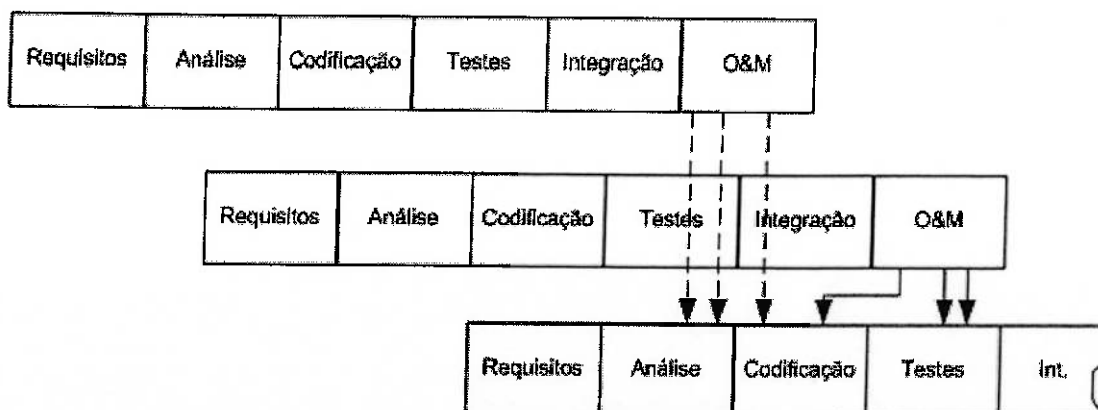 Requisitos Análise Codificação Testes Integração O&M
Requisitos Análise Codificação Testes Integração O&M
Requisitos Análise Codificação Testes Int.